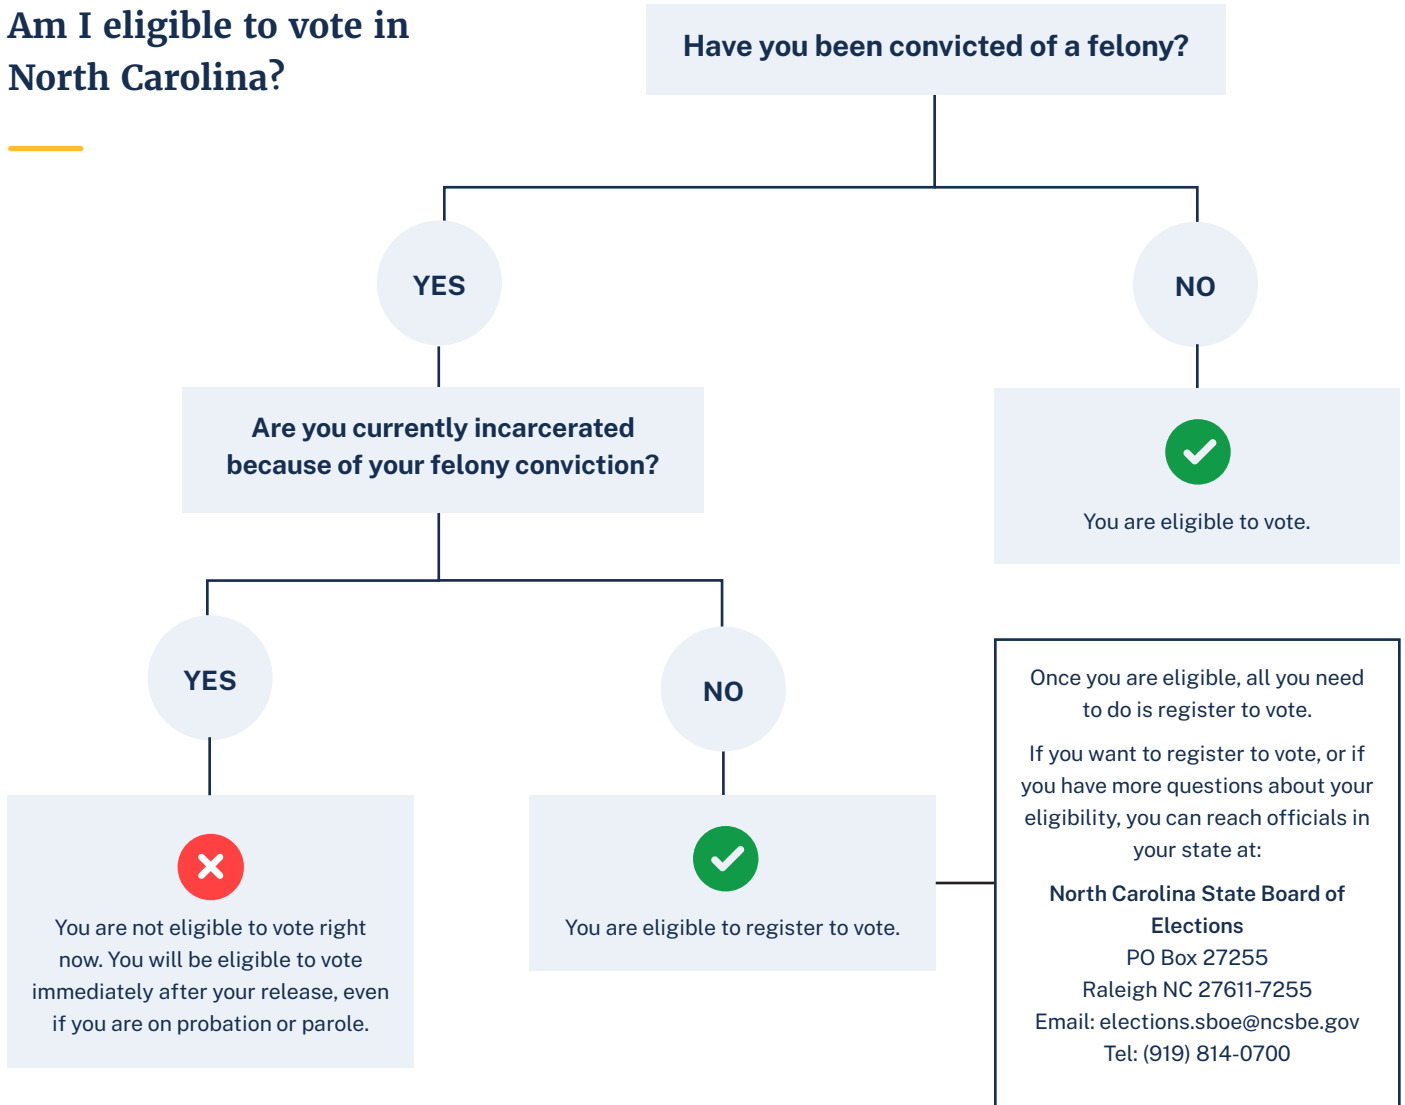 Am I eligible to vote in
North Carolina?
Have you been convicted of a felony?
YES
NO
Are you currently incarcerated
because of your felony conviction?
You are eligible to vote.
YES
NO
You are not eligible to vote right
now. You will be eligible to vote
immediately after your release, even
if you are on probation or parole.
You are eligible to register to vote.
Once you are eligible, all you need
to do is register to vote.
If you want to register to vote, or if
you have more questions about your
eligibility, you can reach officials in
your state at:
North Carolina State Board of
Elections
PO Box 27255
Raleigh NC 27611-7255
Email: elections.sboe@ncsbe.gov
Tel: (919) 814-0700